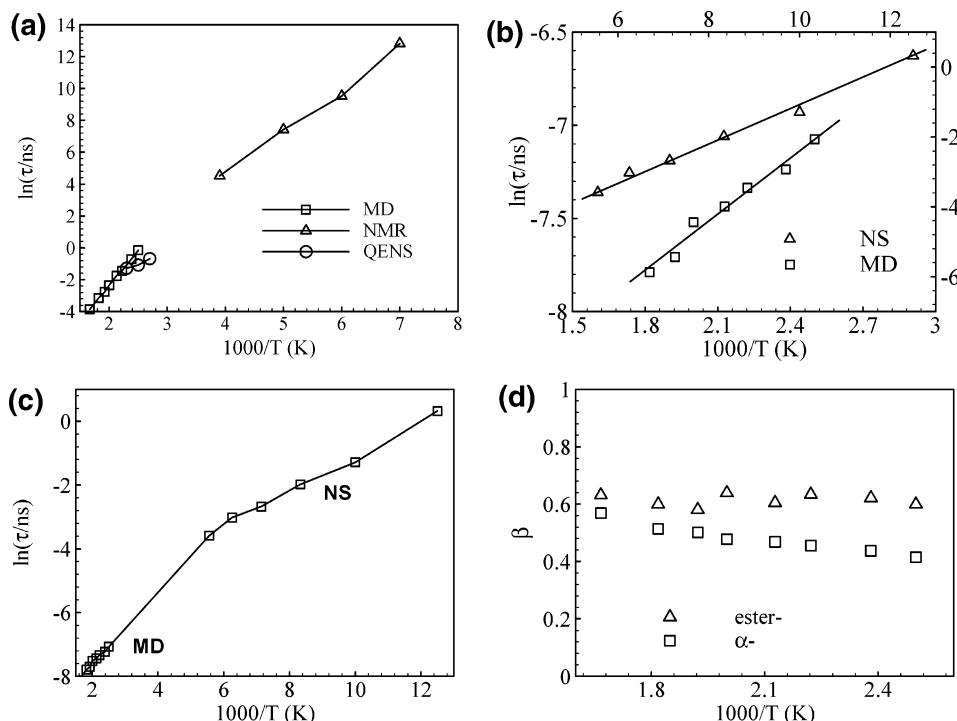 (a)
14
12
10
8
6
4
2
0
-2
-4
ln(τ/ns)
MD
NMR
QENS
2 3 4 5 6 7 8
1000/T (K)
(b)
6 8 10 12
-6.5
-7
-7.5
-8
ln(τ/ns)
0
-2
-4
-6
NS
MD
1.5 1.8 2.1 2.4 2.7 3
1000/T (K)
(c)
0
-2
-4
-6
-8
ln(τ/ns)
NS
MD
2 4 6 8 10 12
1000/T (K)
(d)
1
0.8
0.6
0.4
0.2
0
β
ester-
α-
1.8 2.1 2.4
1000/T (K)